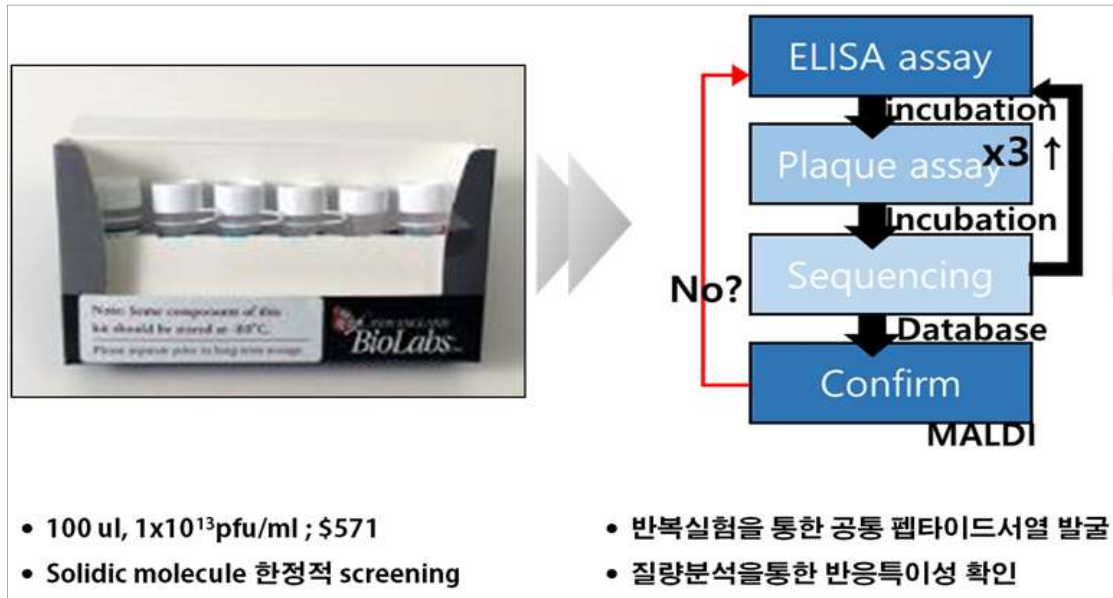 Note: Some components of this
kit should be stored at -80°C.
Please separate prior to long-term storage
NEW ENGLAND
BioLabs
ELISA assay
incubation
Plaque assay
x3 ↑
Incubation
Sequencing
No?
Database
Confirm
MALDI
• 100 ul, 1x10¹³pfu/ml ; $571
• Solidic molecule 한정적 screening
• 반복실험을 통한 공통 펩타이드서열 발굴
• 질량분석을통한 반응특이성 확인